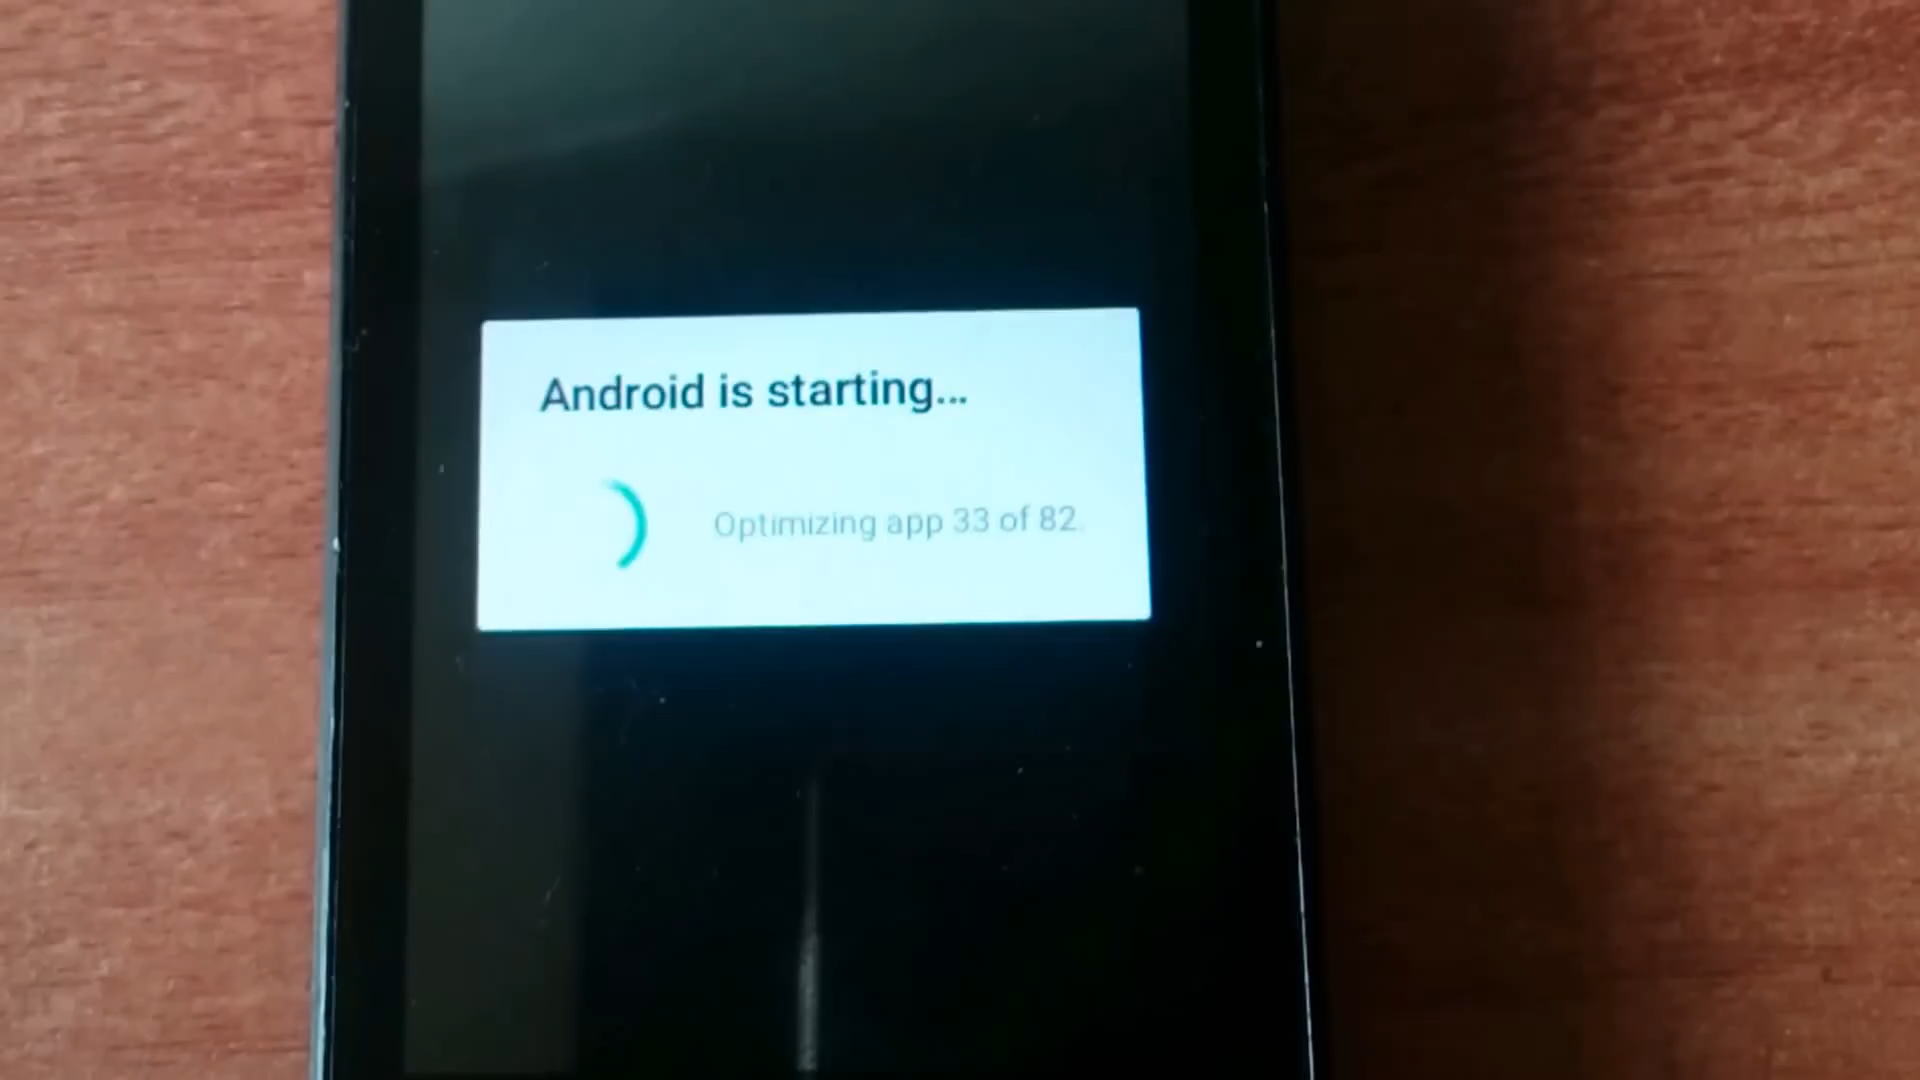 Android is starting...
Optimizing app 33 of 82.